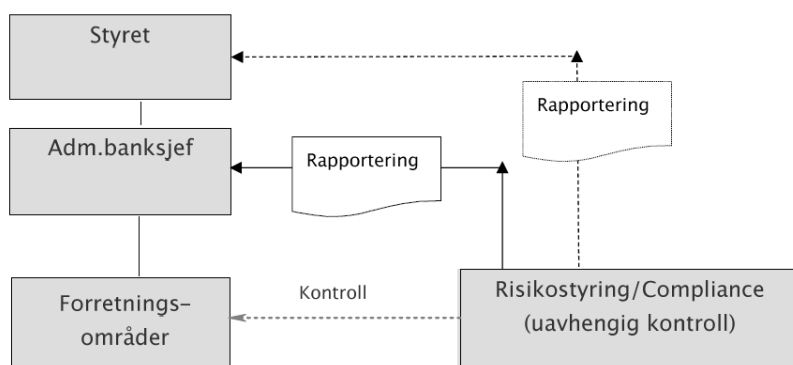 Styret
Rapportering
Adm.banksjef
Rapportering
Kontroll
Forretnings-
områder
Risikostyring/Compliance
(uavhengig kontroll)